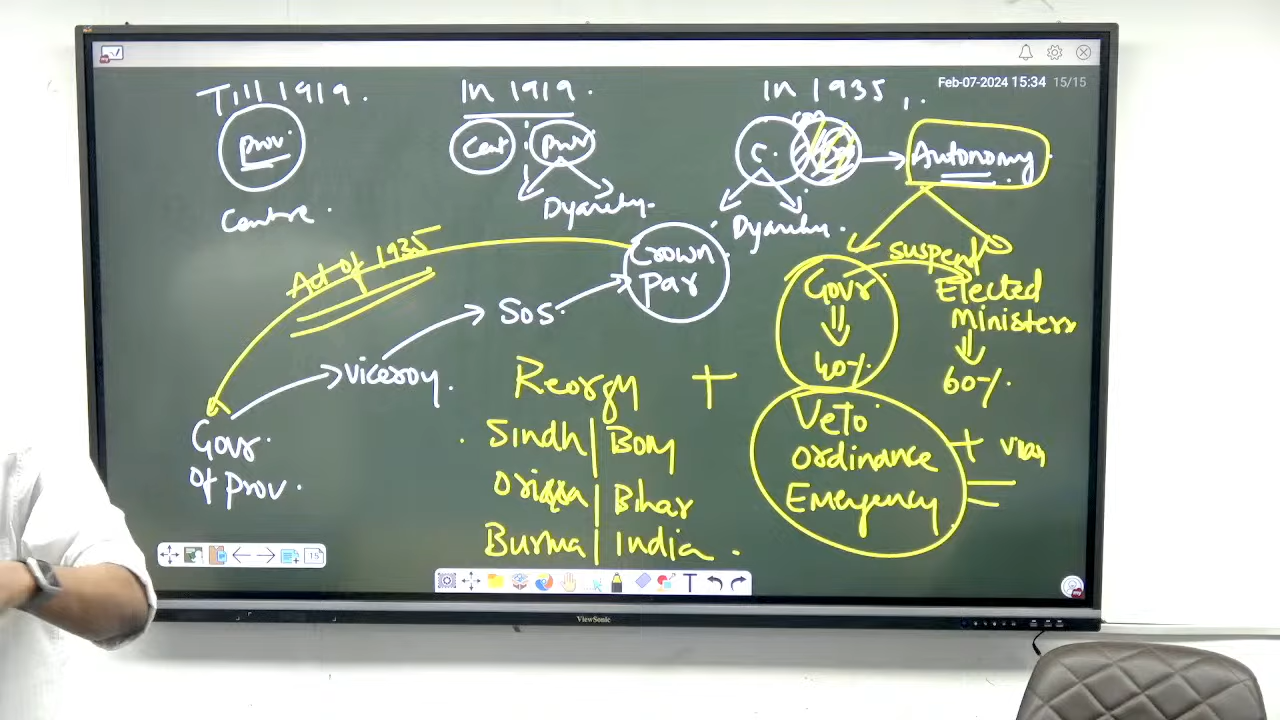 Feb-07-2024 15:34 15/15
Till 1919.
In 1919.
In 1935.
Prov.
Centre.
Cent
Prov
Dyarchy.
C.
Dyarchy.
Autonomy
Crown
Par
Act of 1935
SOS.
Viceroy.
Govr.
of prov.
suspend
Govr
40%
Elected
ministers
60%.
Reorgn
+
Sindh | Bom
Orissa | Bihar
Burma | India.
Veto
ordinance
Emergency
+
15
T
ViewSonic